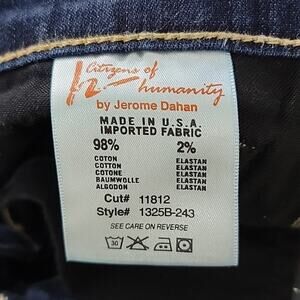 Citizens of
humanity
by Jerome Dahan
MADE IN U.S.A.
IMPORTED FABRIC
98% 2%
COTON ELASTAN
COTTON ELASTAN
COTONE ELASTAN
BAUMWOLLE ELASTAN
ALGODON ELASTAN
Cut# 11812
Style# 1325B-243
SEE CARE ON REVERSE
30